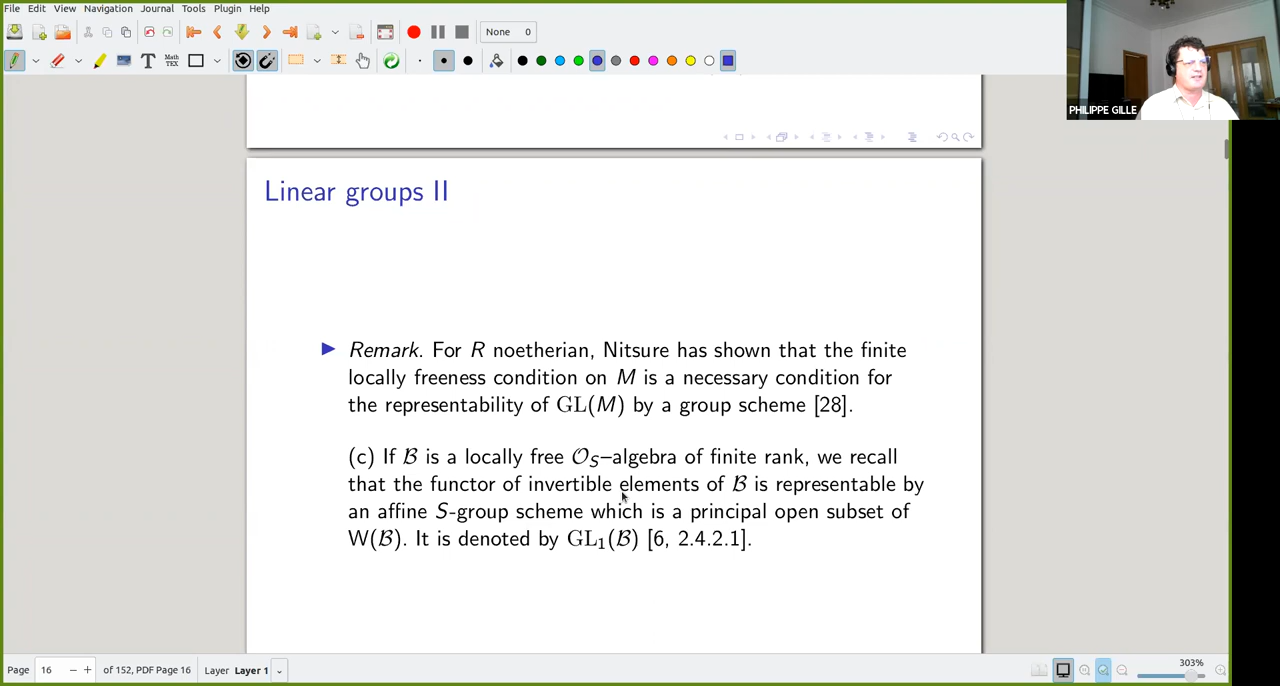 File Edit View Navigation Journal Tools Plugin Help
None 0
T Math TEX
PHILIPPE GILLE
Linear groups II
▶ Remark. For R noetherian, Nitsure has shown that the finite
locally freeness condition on M is a necessary condition for
the representability of GL(M) by a group scheme [28].
(c) If ℬ is a locally free 𝒪_S–algebra of finite rank, we recall
that the functor of invertible elements of ℬ is representable by
an affine S-group scheme which is a principal open subset of
W(ℬ). It is denoted by GL₁(ℬ) [6, 2.4.2.1].
Page 16 − + of 152, PDF Page 16 Layer Layer 1 303%